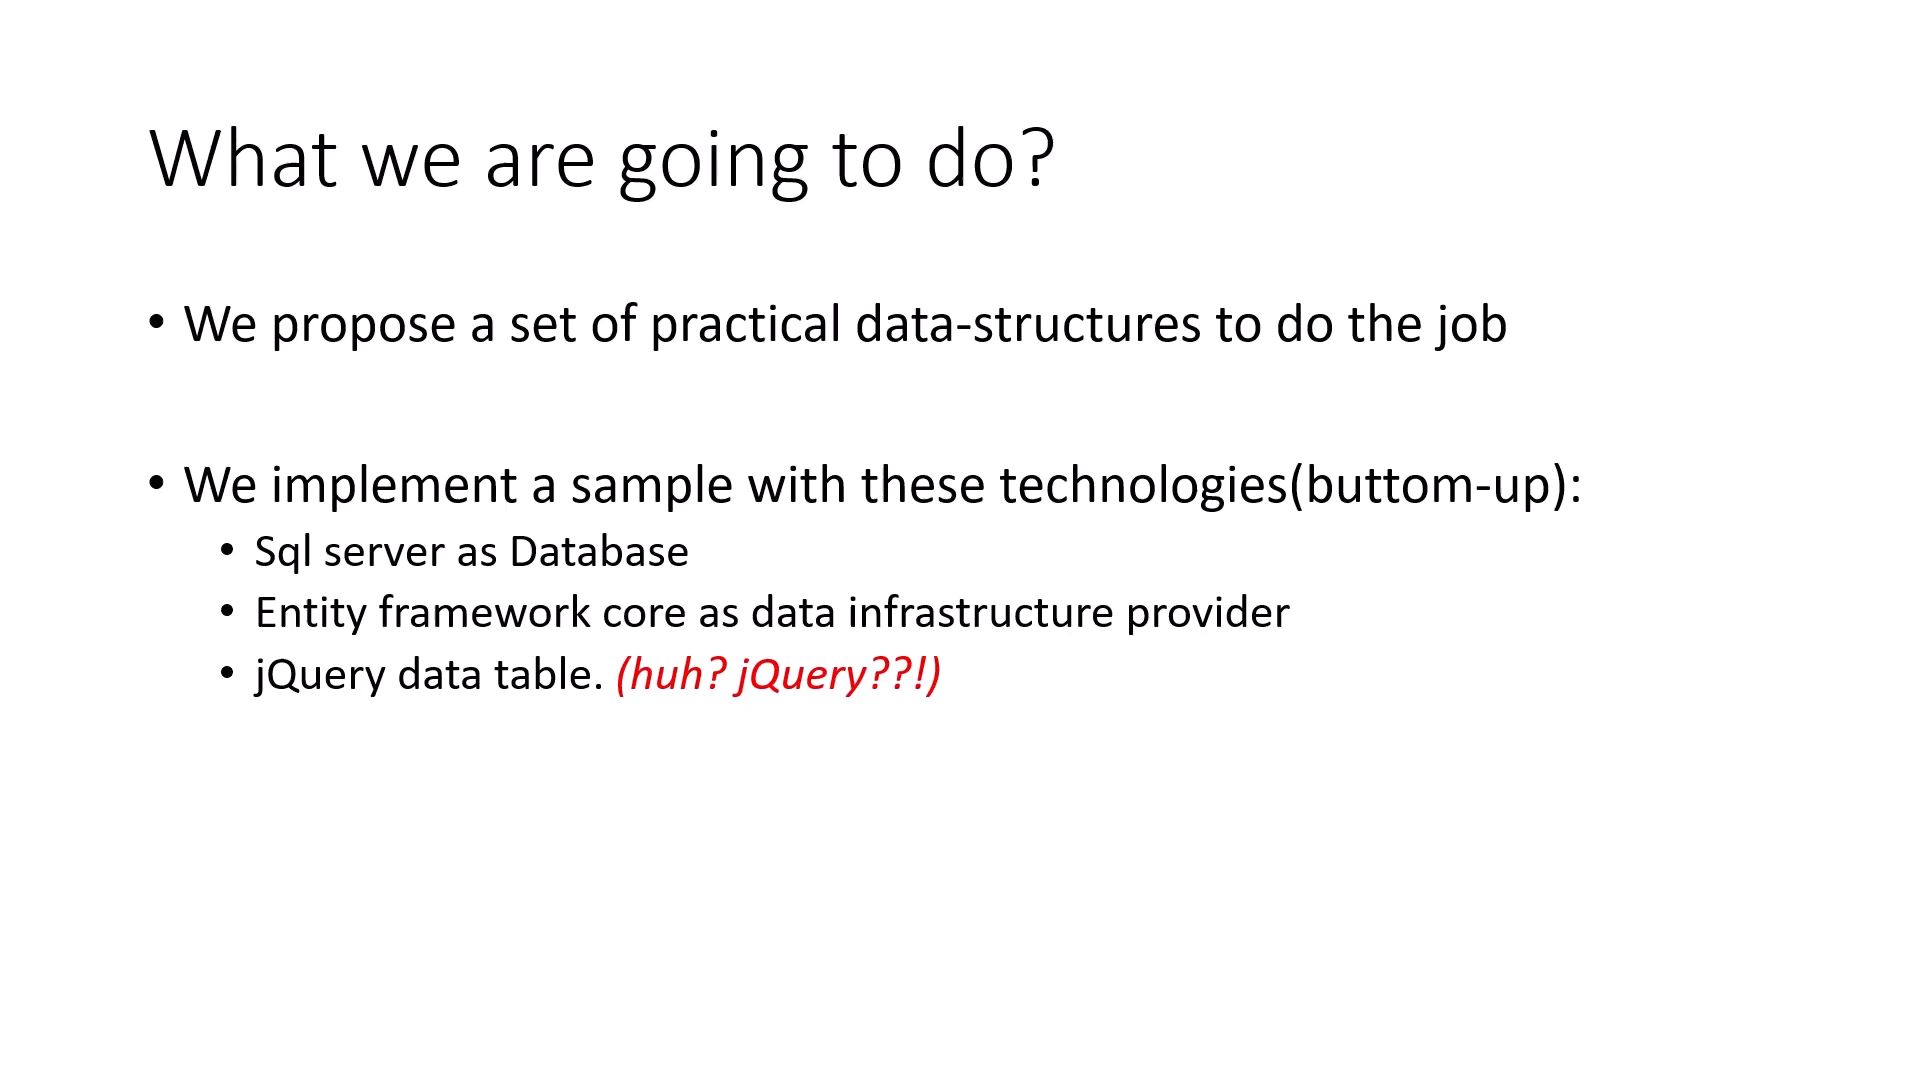 What we are going to do?
• We propose a set of practical data-structures to do the job
• We implement a sample with these technologies(buttom-up):
• Sql server as Database
• Entity framework core as data infrastructure provider
• jQuery data table. (huh? jQuery??!)